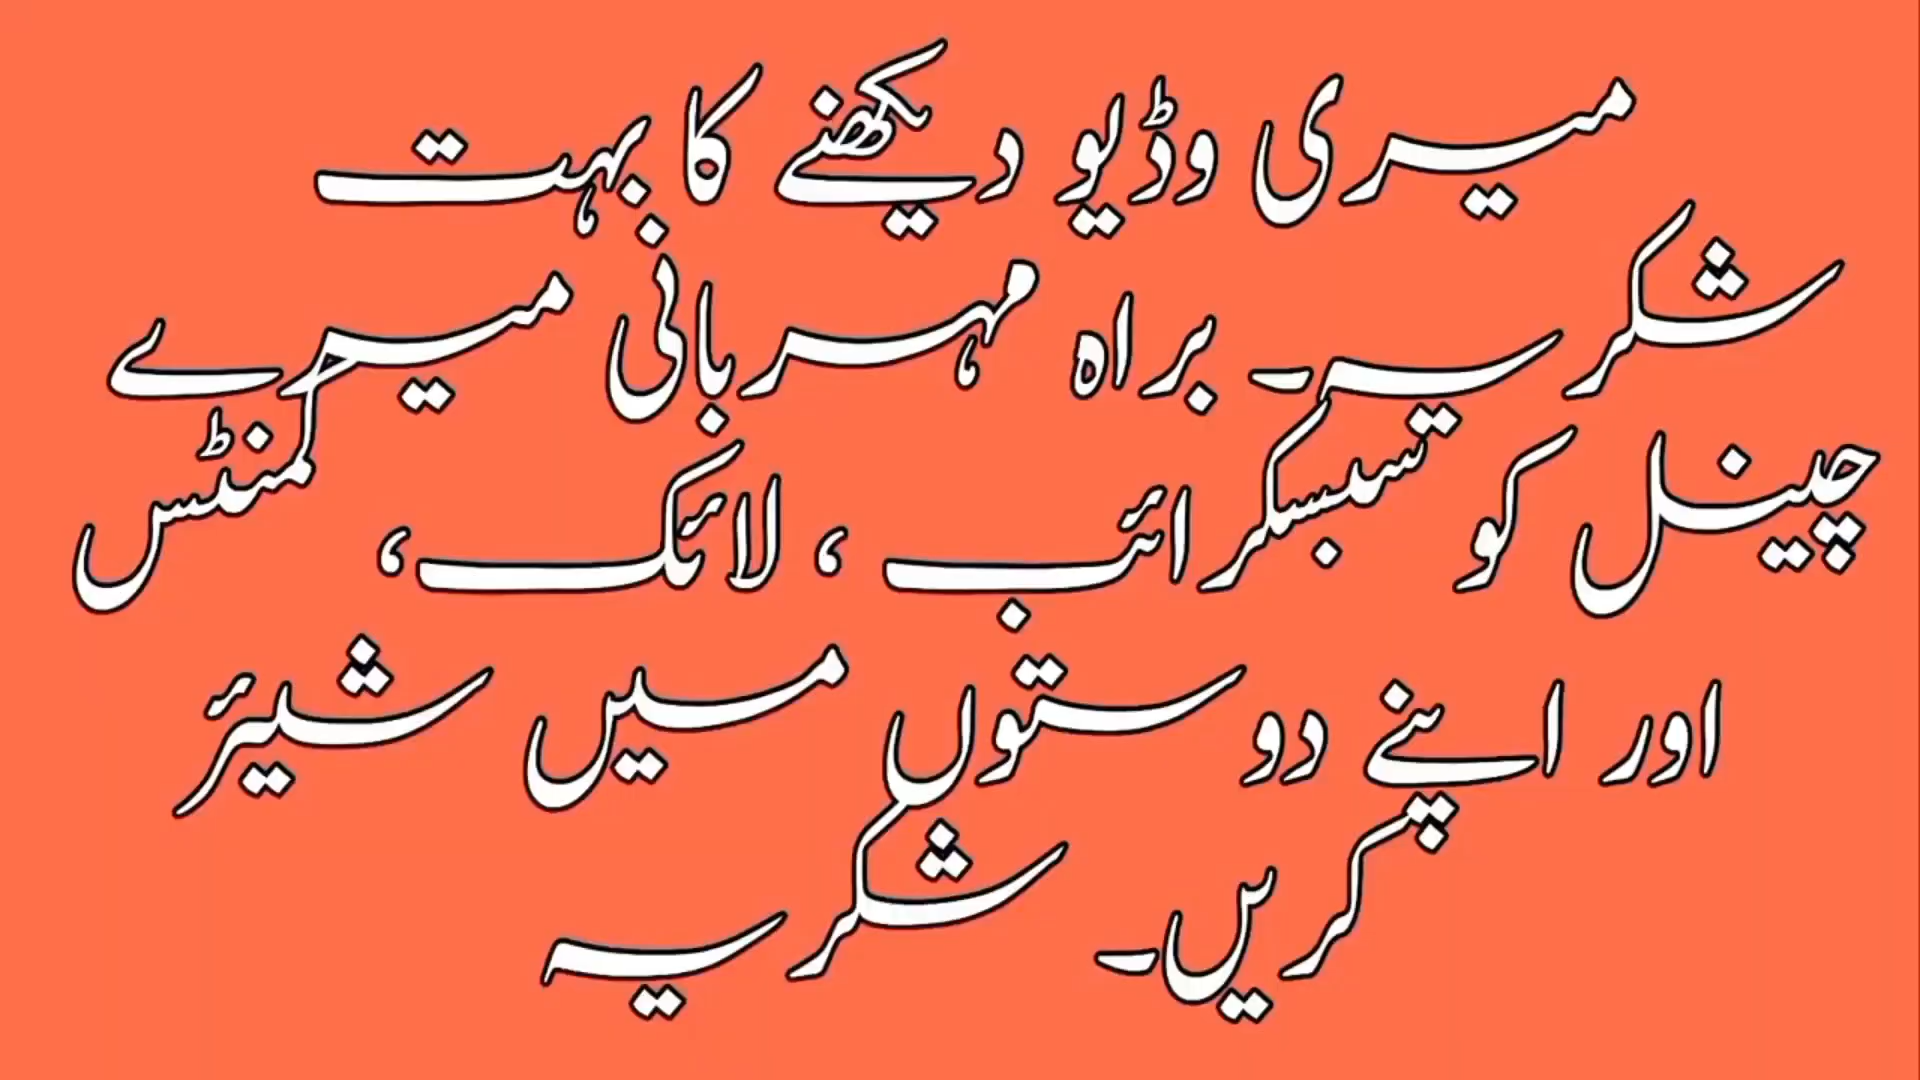 میری وڈیو دیکھنے کا بہت
شکریہ۔ براہ مہربانی میرے
چینل کو سبسکرائب ، لائک، کمنٹس
اور اپنے دوستوں میں شیئر
کریں۔ شکریہ